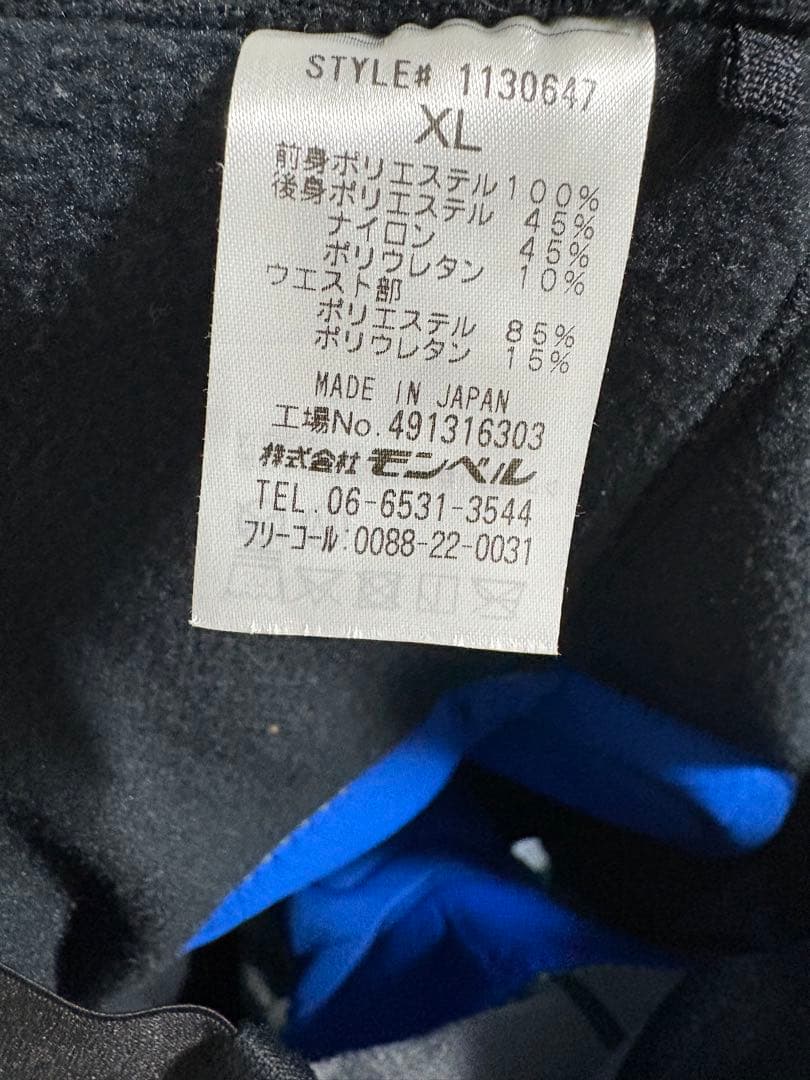 STYLE# 1130647
XL
前身ポリエステル 100%
後身ポリエステル 45%
ナイロン 45%
ポリウレタン 10%
ウエスト部
ポリエステル 85%
ポリウレタン 15%
MADE IN JAPAN
工場No.491316303
株式会社 モンベル
TEL.06-6531-3544
フリーコール:0088-22-0031